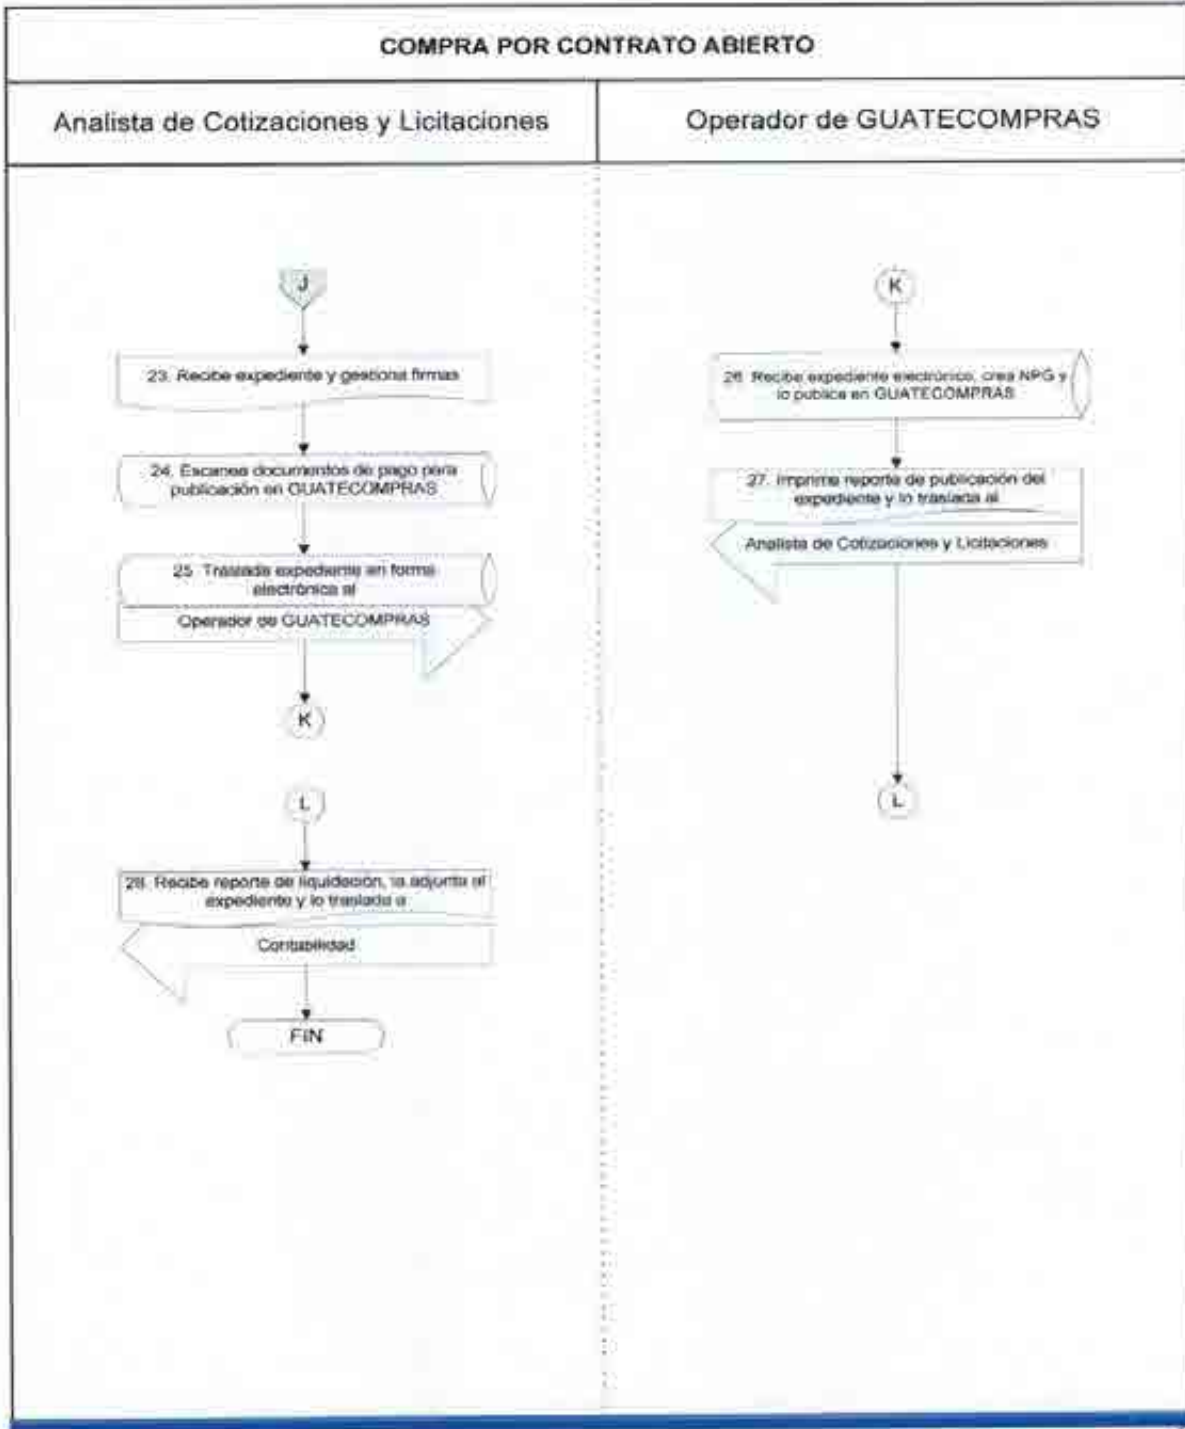 COMPRA POR CONTRATO ABIERTO
Analista de Cotizaciones y Licitaciones
Operador de GUATECOMPRAS
J
23. Recibe expediente y gestiona firmas
24. Escanea documentos de pago para
publicación en GUATECOMPRAS
25. Traslada expediente en forma
electrónica al
Operador de GUATECOMPRAS
K
L
28. Recibe reporte de liquidación, la adjunta al
expediente y lo traslada a
Contabilidad
FIN
K
26. Recibe expediente electrónico, crea NPG y
lo publica en GUATECOMPRAS
27. Imprime reporte de publicación del
expediente y lo traslada al
Analista de Cotizaciones y Licitaciones
L